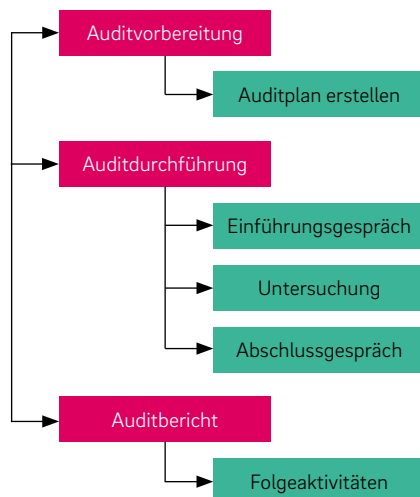 Auditvorbereitung
Auditplan erstellen
Auditdurchführung
Einführungsgespräch
Untersuchung
Abschlussgespräch
Auditbericht
Folgeaktivitäten